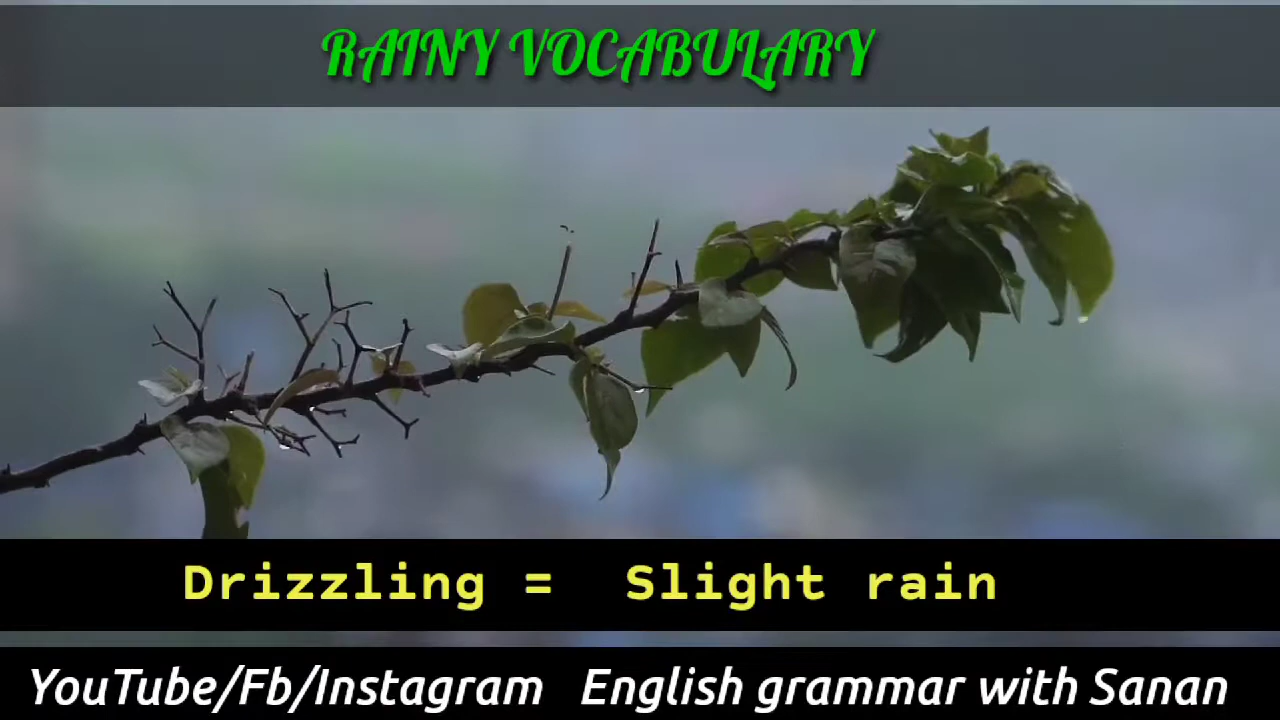 RAINY VOCABULARY
Drizzling = Slight rain
YouTube/Fb/Instagram English grammar with Sanan